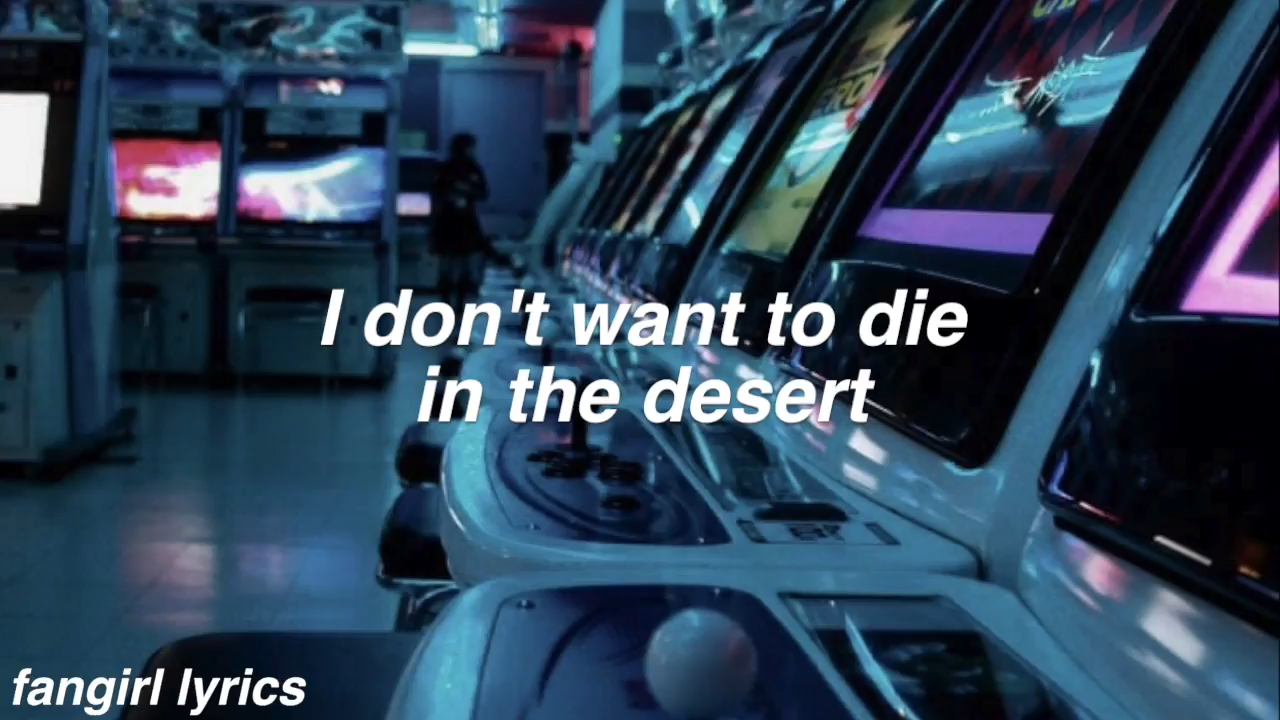 I don't want to die
in the desert
fangirl lyrics